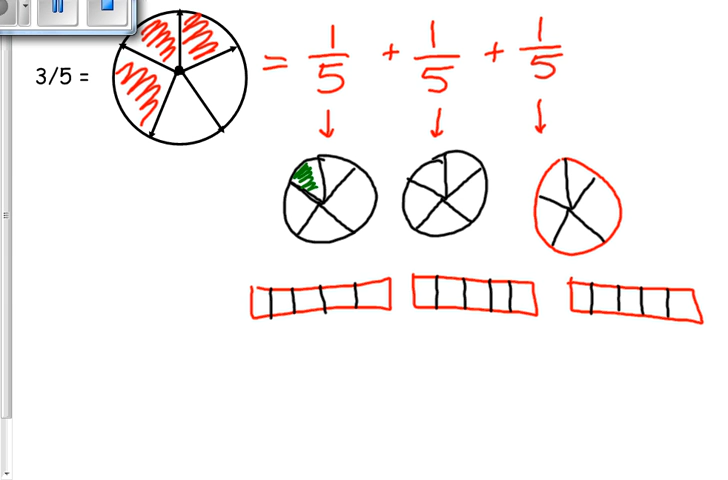 3/5 = = 1/5 + 1/5 + 1/5